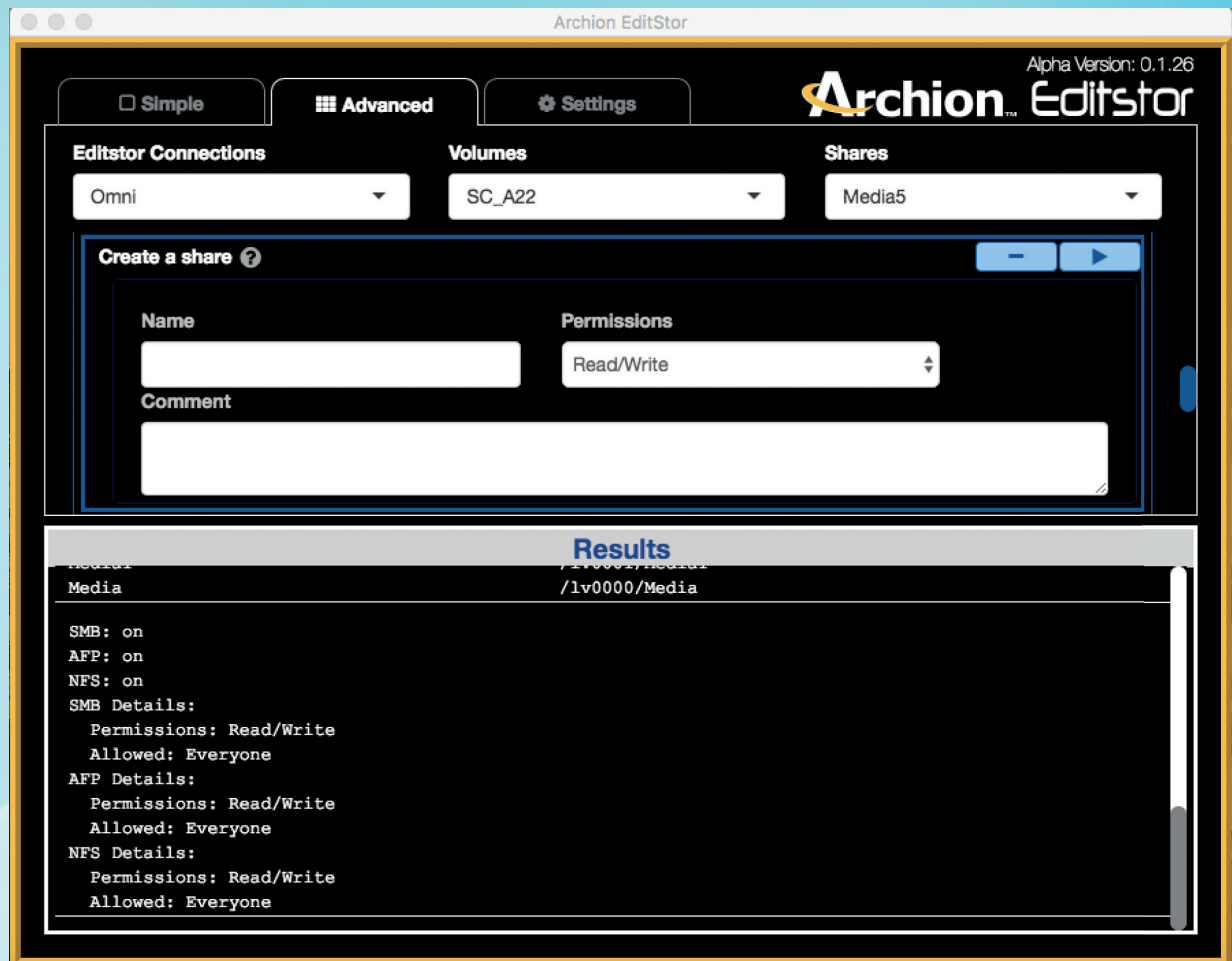 Archion EditStor
Alpha Version: 0.1.26
Simple Advanced Settings
Archion™ Editstor
Editstor Connections Volumes Shares
Omni SC_A22 Media5
Create a share
Name Permissions
Read/Write
Comment
Results
Media /lv0000/Media
SMB: on
AFP: on
NFS: on
SMB Details:
Permissions: Read/Write
Allowed: Everyone
AFP Details:
Permissions: Read/Write
Allowed: Everyone
NFS Details:
Permissions: Read/Write
Allowed: Everyone